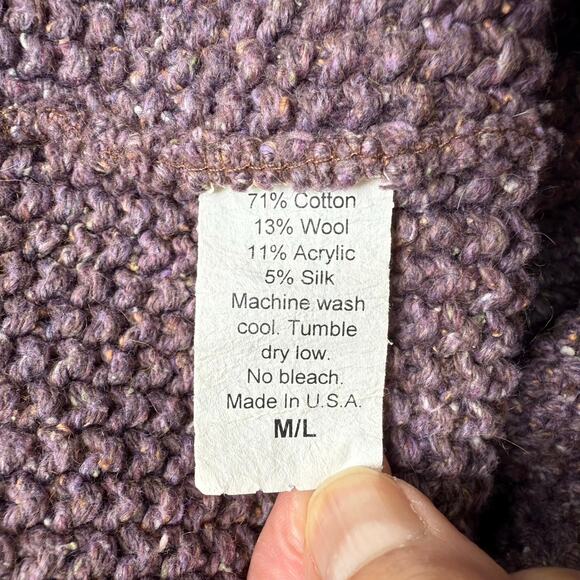 71% Cotton
13% Wool
11% Acrylic
5% Silk
Machine wash
cool. Tumble
dry low.
No bleach.
Made In U.S.A.
M/L